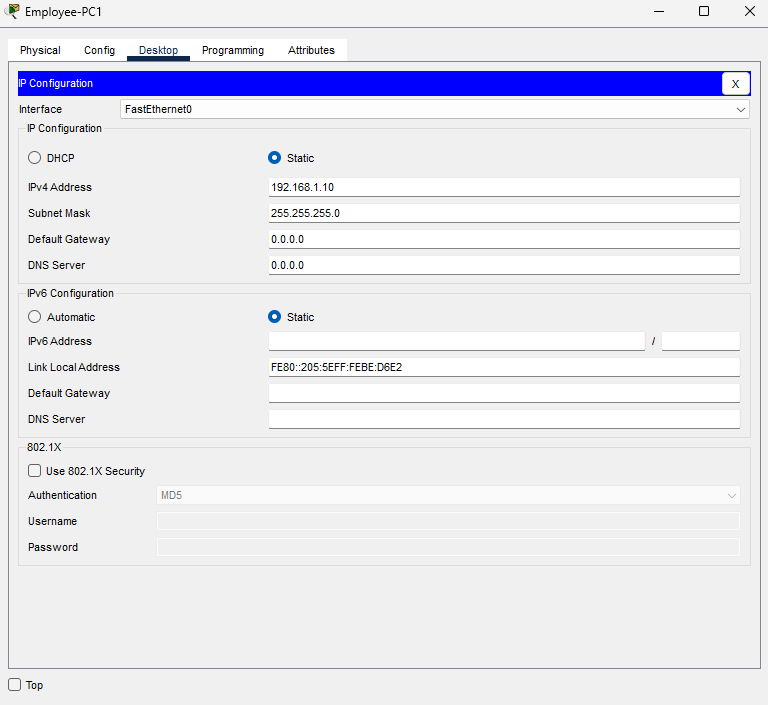 Employee-PC1
Physical Config Desktop Programming Attributes
IP Configuration X
Interface FastEthernet0
IP Configuration
DHCP Static
IPv4 Address 192.168.1.10
Subnet Mask 255.255.255.0
Default Gateway 0.0.0.0
DNS Server 0.0.0.0
IPv6 Configuration
Automatic Static
IPv6 Address /
Link Local Address FE80::205:5EFF:FEBE:D6E2
Default Gateway
DNS Server
802.1X
Use 802.1X Security
Authentication MD5
Username
Password
Top